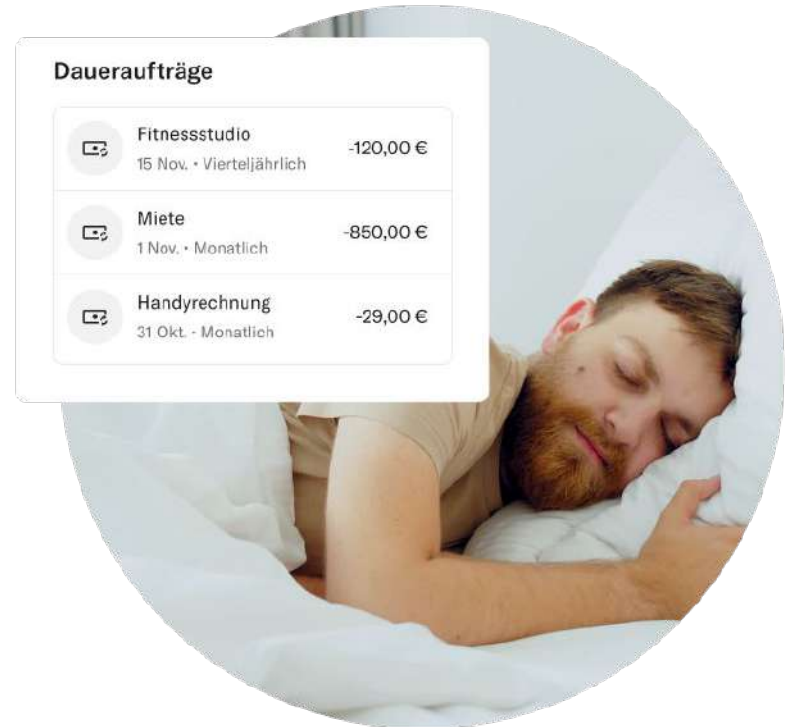 Daueraufträge
Fitnessstudio
-120,00 €
15 Nov. • Vierteljährlich
Miete
-850,00 €
1 Nov. • Monatlich
Handyrechnung
-29,00 €
31 Okt. - Monatlich